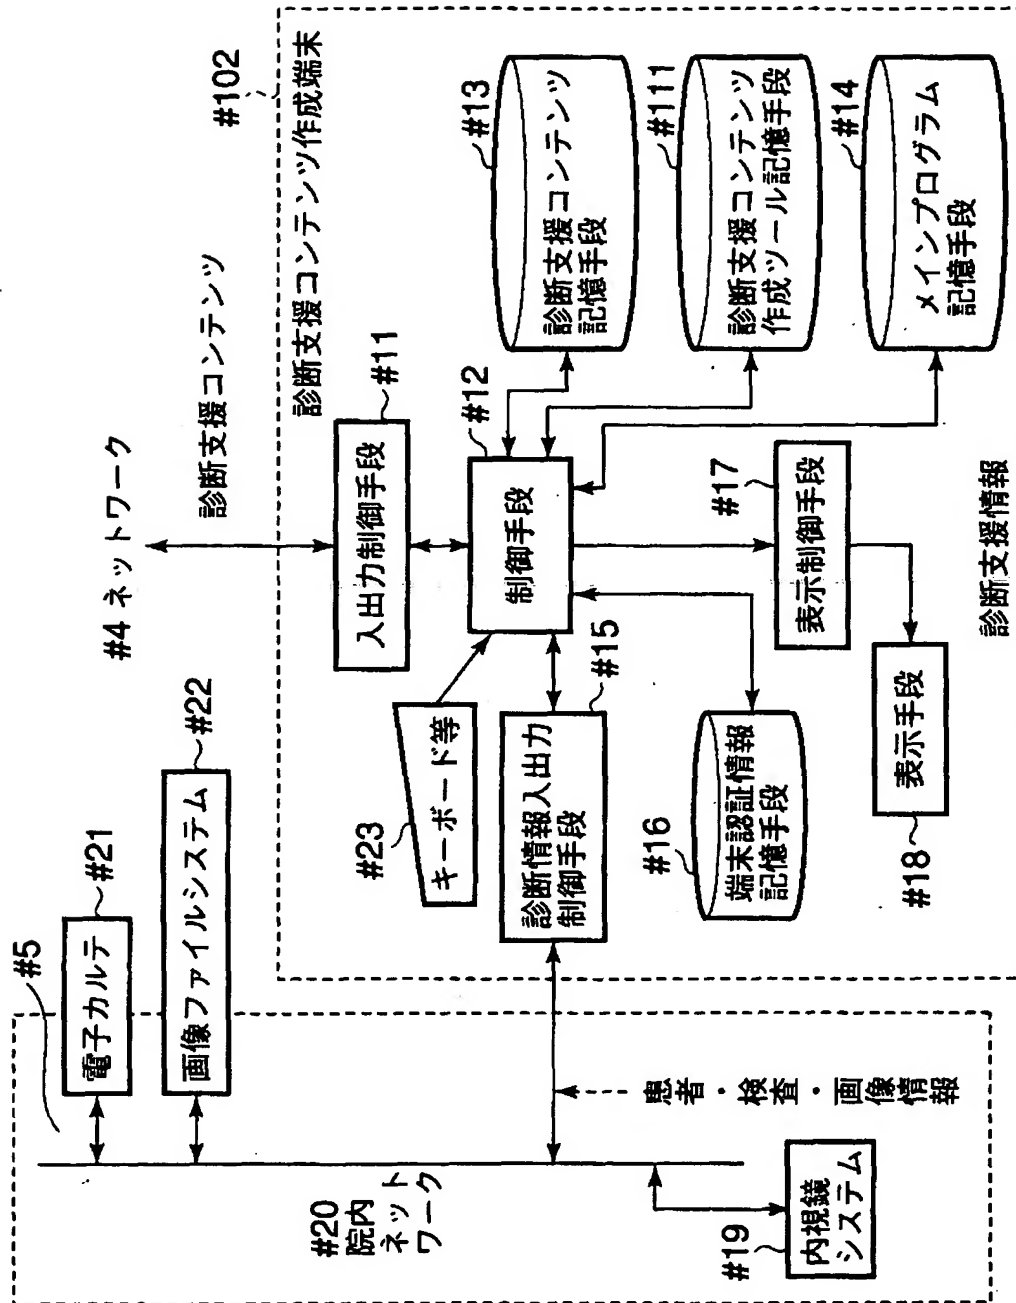 #102
診断支援コンテンツ作成端末
#4 ネットワーク
診断支援コンテンツ
#11
入出力制御手段
#12
制御手段
#13
診断支援コンテンツ
記憶手段
#111
診断支援コンテンツ
作成ツール記憶手段
#14
メインプログラム
記憶手段
#23
キーボード等
#15
診断情報入出力
制御手段
#16
端末認証情報
記憶手段
#17
表示制御手段
#18
表示手段
診断支援情報
#5
#21
電子カルテ
#22
画像ファイルシステム
#20
院内
ネット
ワーク
患者・検査・画像情報
#19
内視鏡
システム